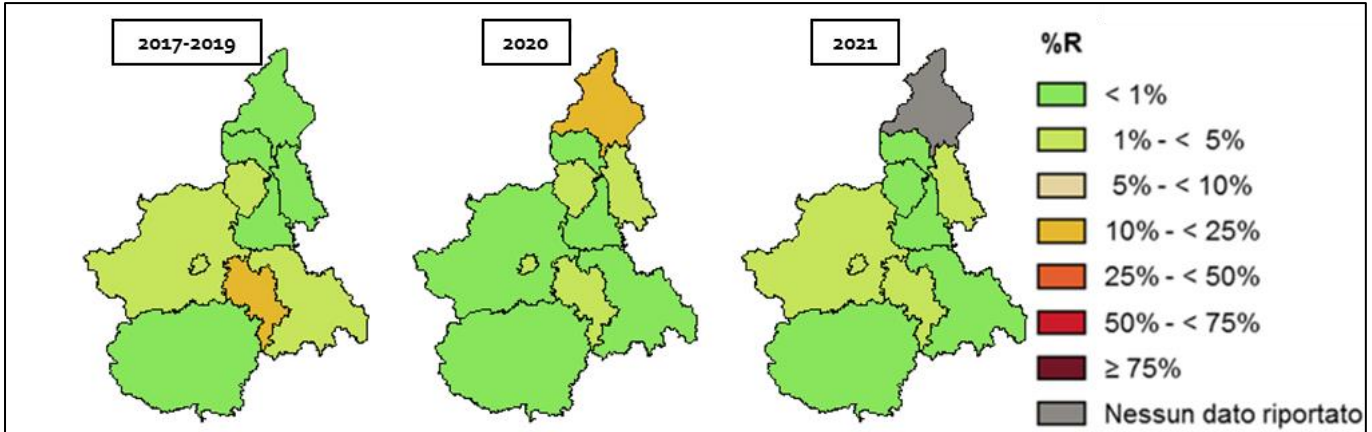 2017-2019
2020
2021
%R
< 1%
1% - < 5%
5% - < 10%
10% - < 25%
25% - < 50%
50% - < 75%
≥ 75%
Nessun dato riportato